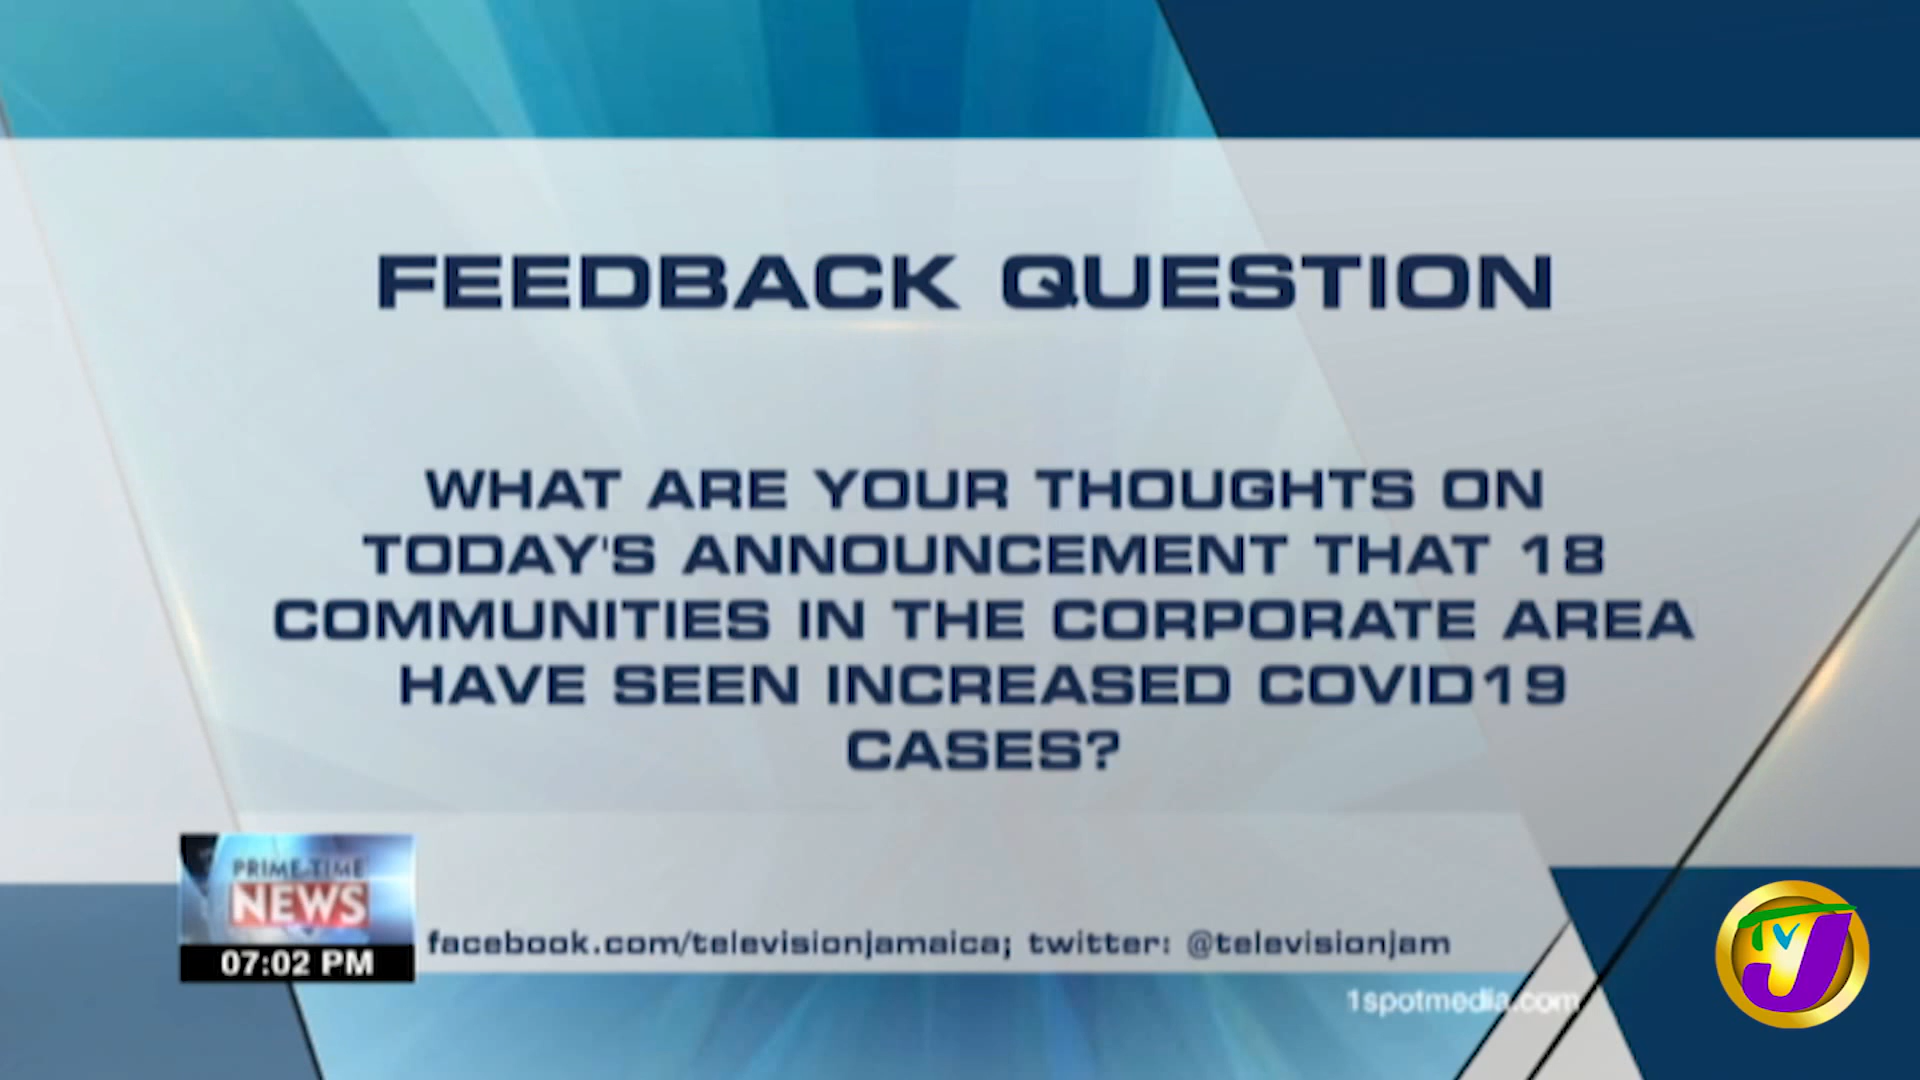 FEEDBACK QUESTION
WHAT ARE YOUR THOUGHTS ON
TODAY'S ANNOUNCEMENT THAT 18
COMMUNITIES IN THE CORPORATE AREA
HAVE SEEN INCREASED COVID19
CASES?
PRIME TIME
NEWS
07:02 PM
facebook.com/televisionjamaica; twitter: @televisionjam
1spotmedia.com
TVJ